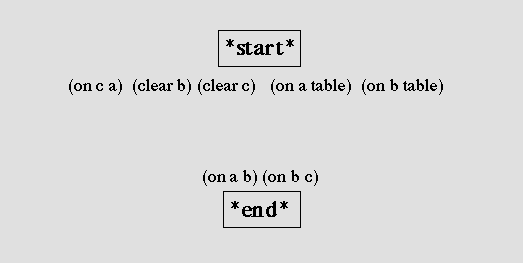 *start*
(on c a) (clear b) (clear c) (on a table) (on b table)
(on a b) (on b c)
*end*